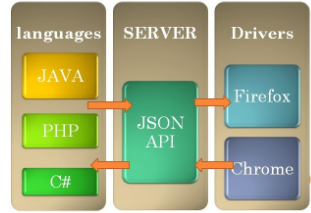 languages
JAVA
PHP
C#
SERVER
JSON
API
Drivers
Firefox
Chrome